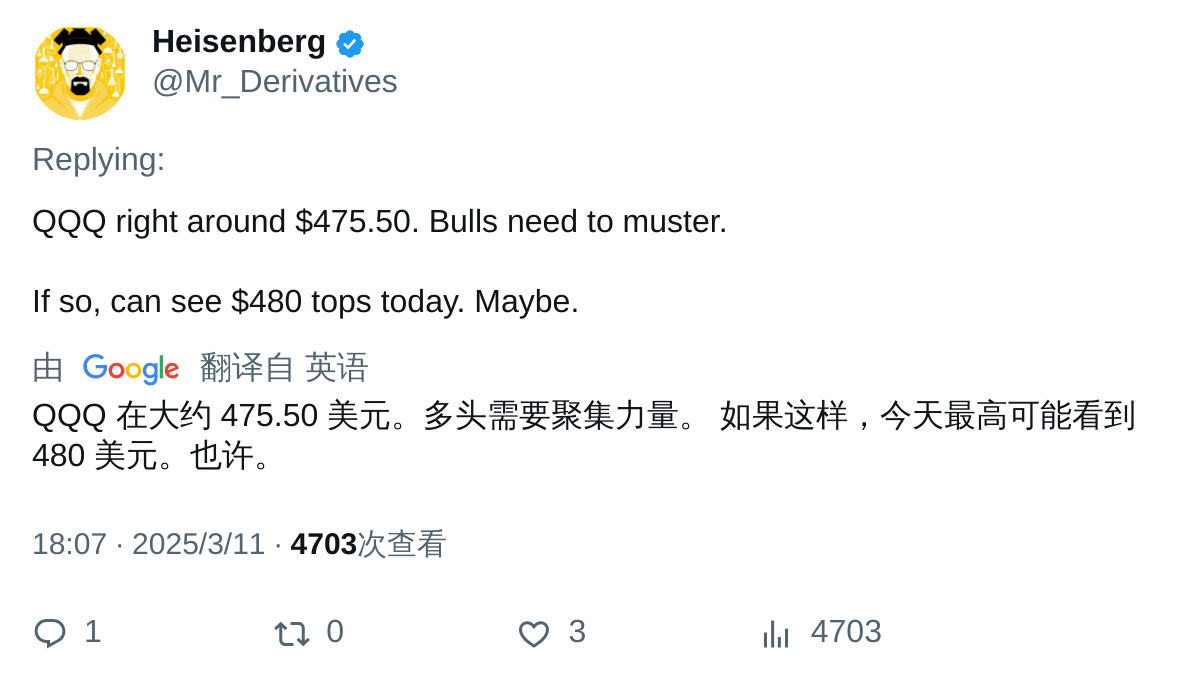 Heisenberg
@Mr_Derivatives
Replying:
QQQ right around $475.50. Bulls need to muster.
If so, can see $480 tops today. Maybe.
由 Google 翻译自 英语
QQQ 在大约 475.50 美元。多头需要聚集力量。 如果这样，今天最高可能看到
480 美元。也许。
18:07 · 2025/3/11 · 4703次查看
1 0 3 4703